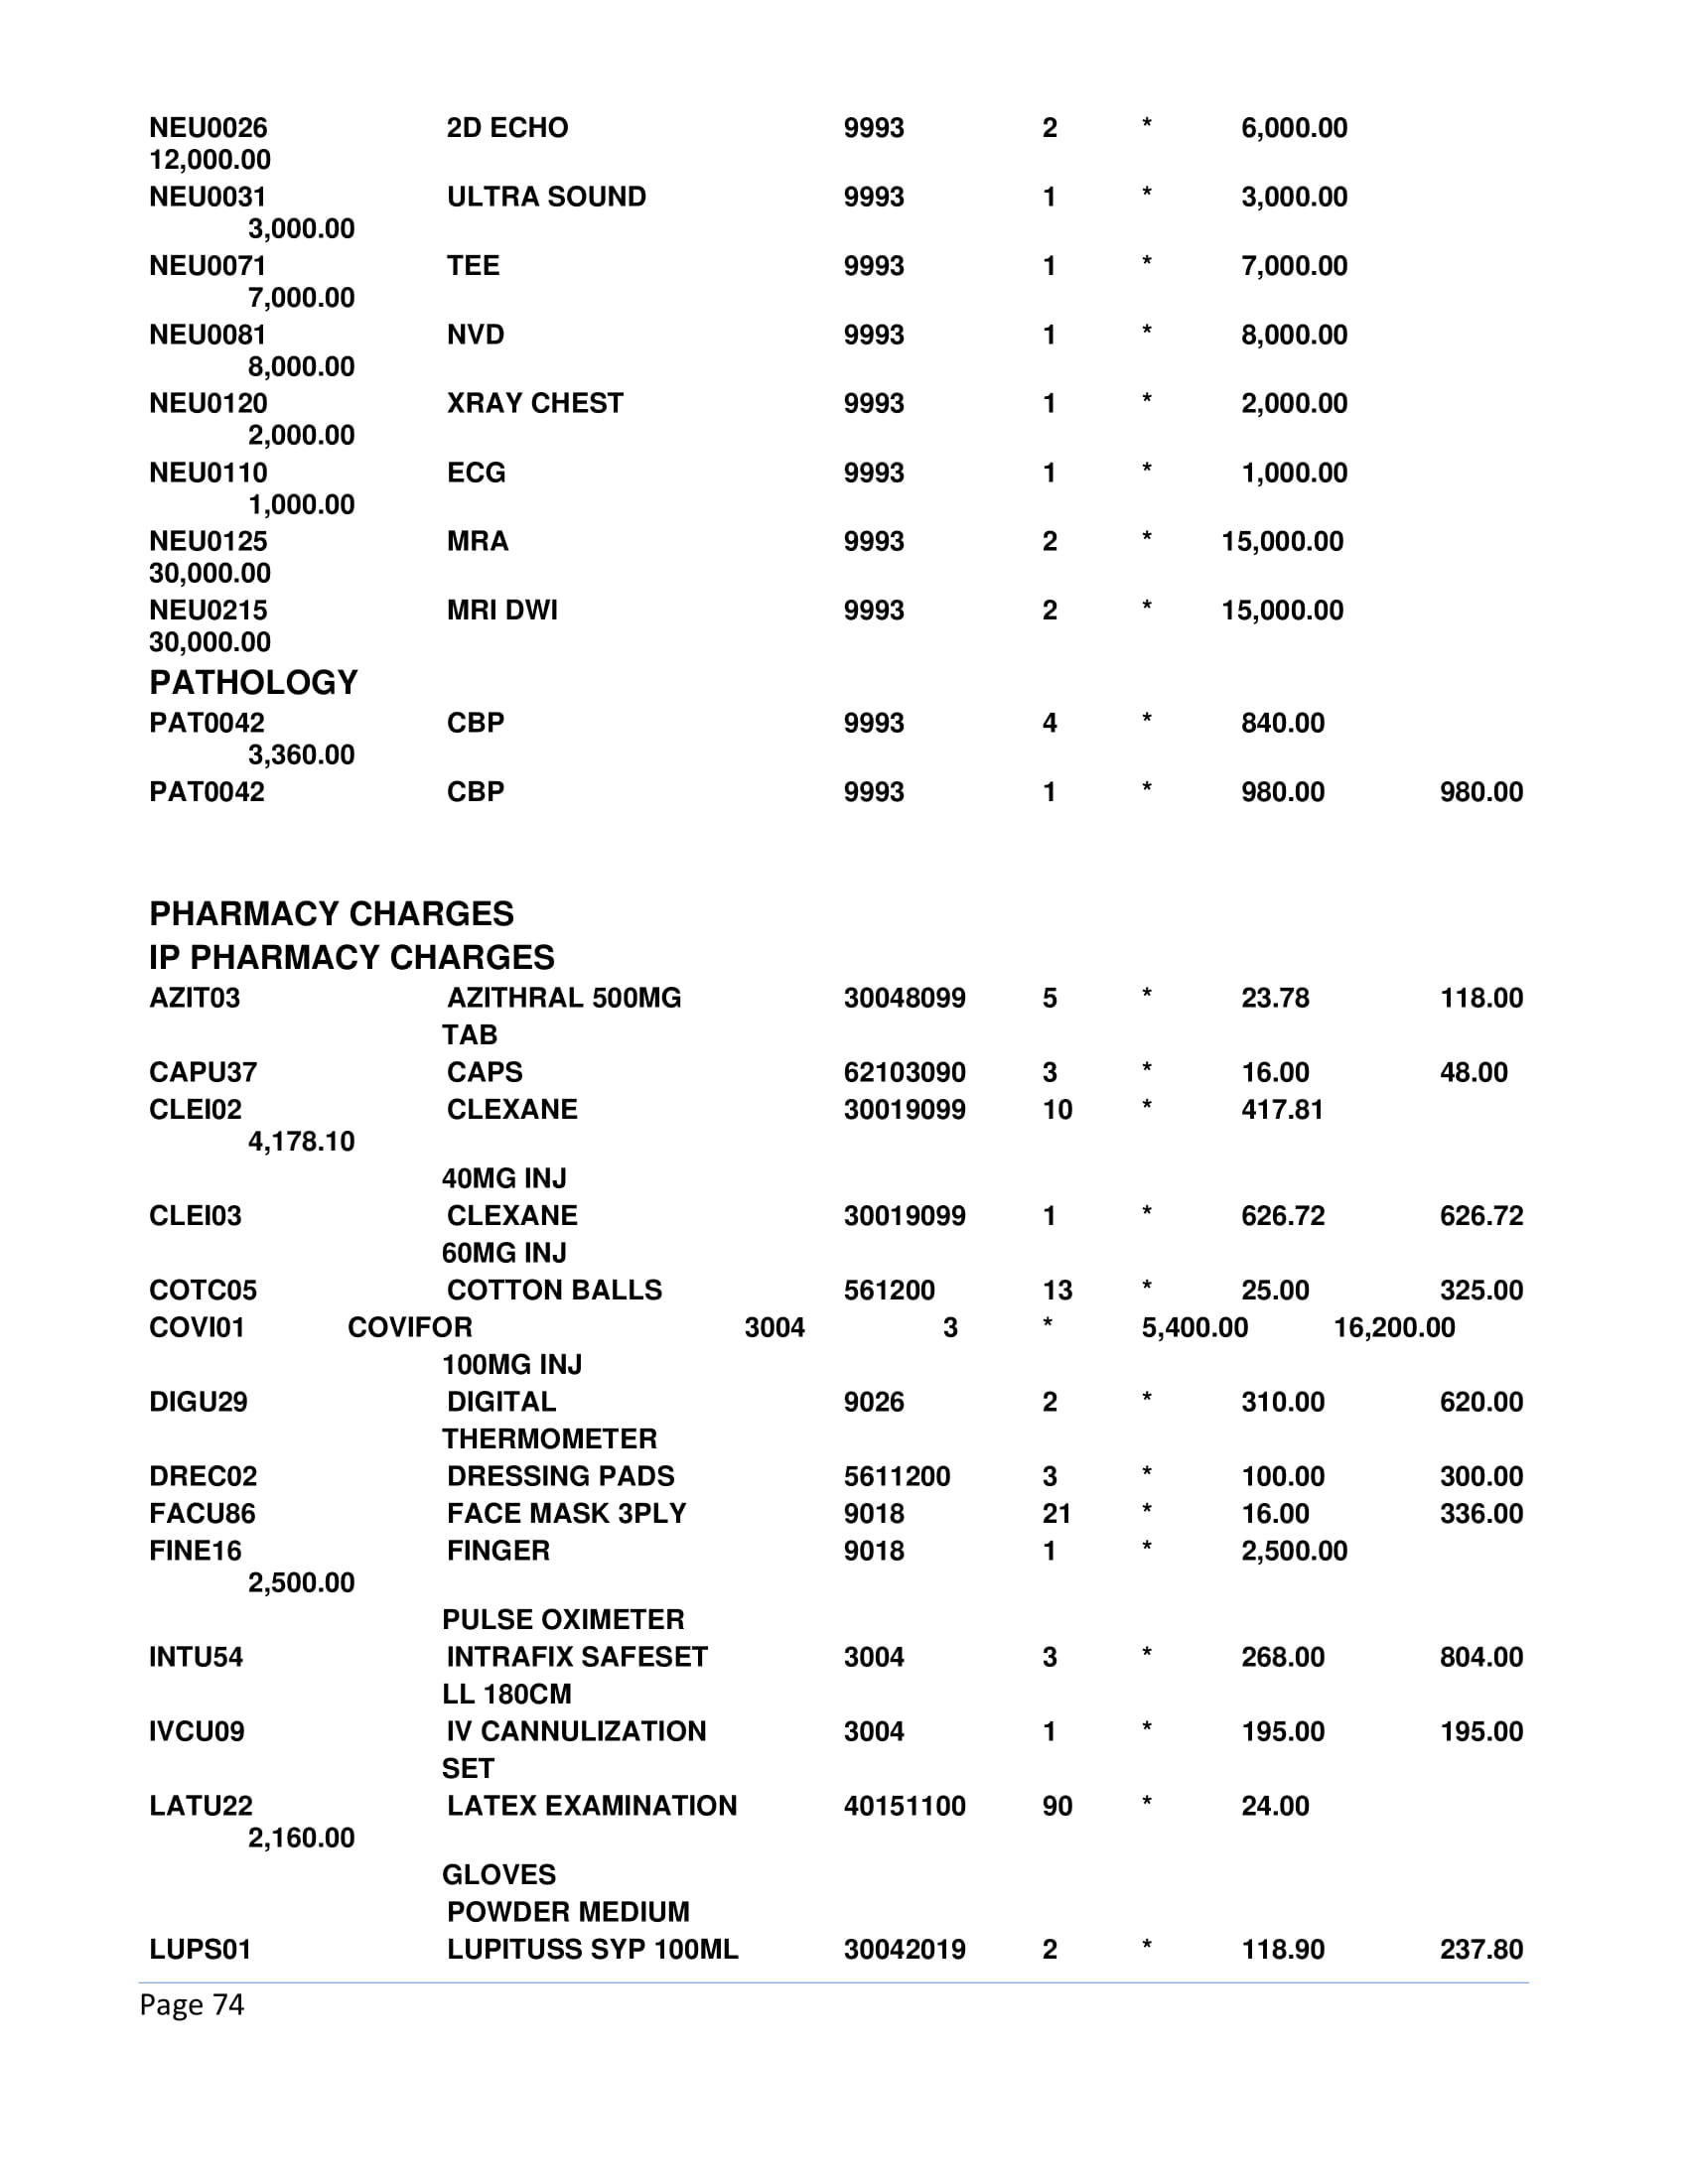 NEU0026 2D ECHO 9993 2 * 6,000.00
12,000.00
NEU0031 ULTRA SOUND 9993 1 * 3,000.00
3,000.00
NEU0071 TEE 9993 1 * 7,000.00
7,000.00
NEU0081 NVD 9993 1 * 8,000.00
8,000.00
NEU0120 XRAY CHEST 9993 1 * 2,000.00
2,000.00
NEU0110 ECG 9993 1 * 1,000.00
1,000.00
NEU0125 MRA 9993 2 * 15,000.00
30,000.00
NEU0215 MRI DWI 9993 2 * 15,000.00
30,000.00
PATHOLOGY
PAT0042 CBP 9993 4 * 840.00
3,360.00
PAT0042 CBP 9993 1 * 980.00 980.00
PHARMACY CHARGES
IP PHARMACY CHARGES
AZIT03 AZITHRAL 500MG 30048099 5 * 23.78 118.00
TAB
CAPU37 CAPS 62103090 3 * 16.00 48.00
CLEI02 CLEXANE 30019099 10 * 417.81
4,178.10
40MG INJ
CLEI03 CLEXANE 30019099 1 * 626.72 626.72
60MG INJ
COTC05 COTTON BALLS 561200 13 * 25.00 325.00
COVI01 COVIFOR 3004 3 * 5,400.00 16,200.00
100MG INJ
DIGU29 DIGITAL 9026 2 * 310.00 620.00
THERMOMETER
DREC02 DRESSING PADS 5611200 3 * 100.00 300.00
FACU86 FACE MASK 3PLY 9018 21 * 16.00 336.00
FINE16 FINGER 9018 1 * 2,500.00
2,500.00
PULSE OXIMETER
INTU54 INTRAFIX SAFESET 3004 3 * 268.00 804.00
LL 180CM
IVCU09 IV CANNULIZATION 3004 1 * 195.00 195.00
SET
LATU22 LATEX EXAMINATION 40151100 90 * 24.00
2,160.00
GLOVES
POWDER MEDIUM
LUPS01 LUPITUSS SYP 100ML 30042019 2 * 118.90 237.80
Page 74